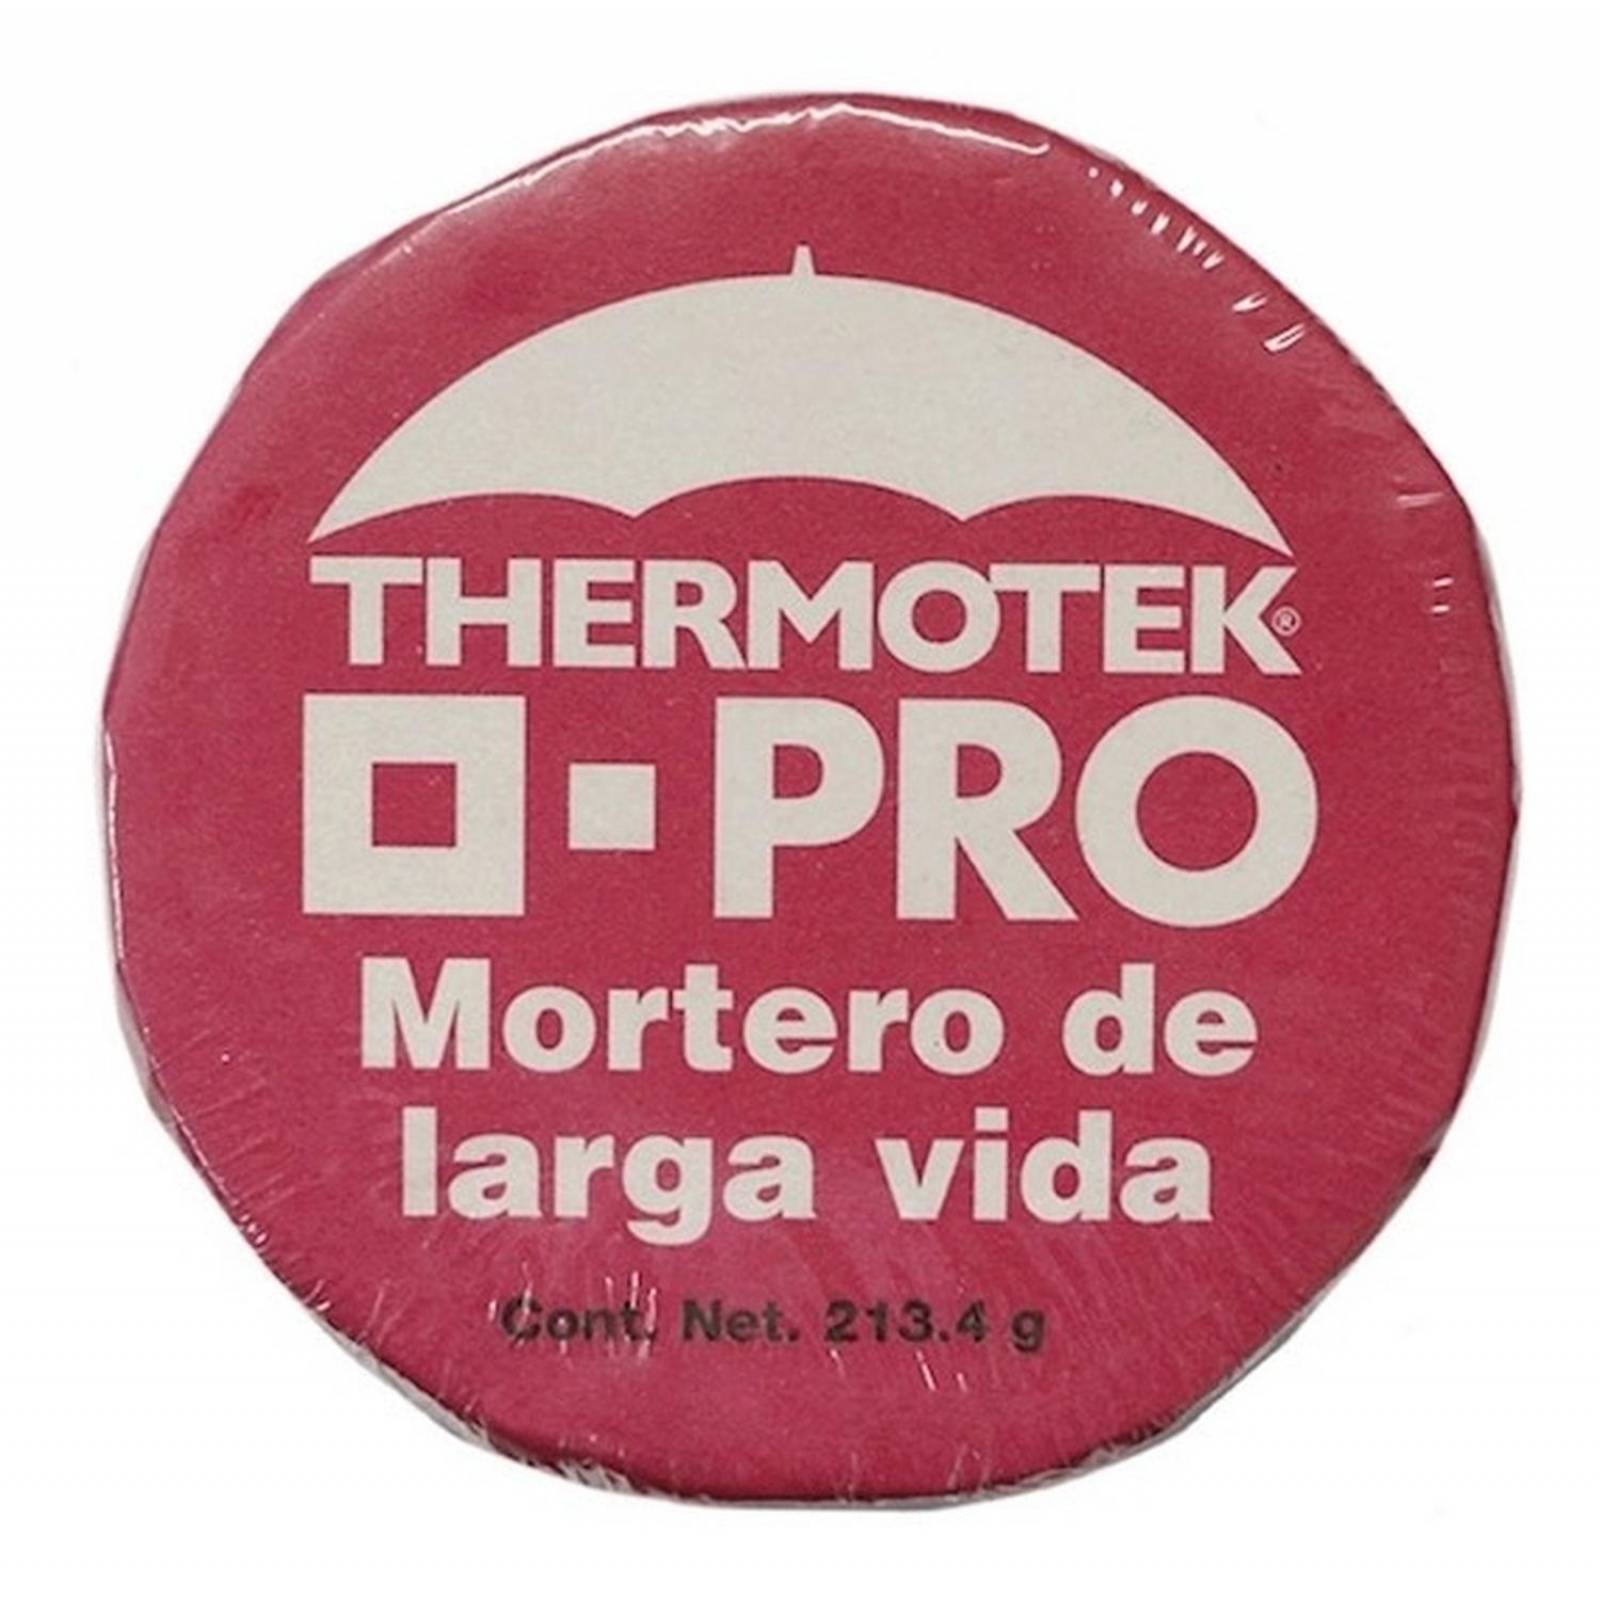 THERMOTEK®
PRO
Mortero de
larga vida
Cont. Net. 213.4 g